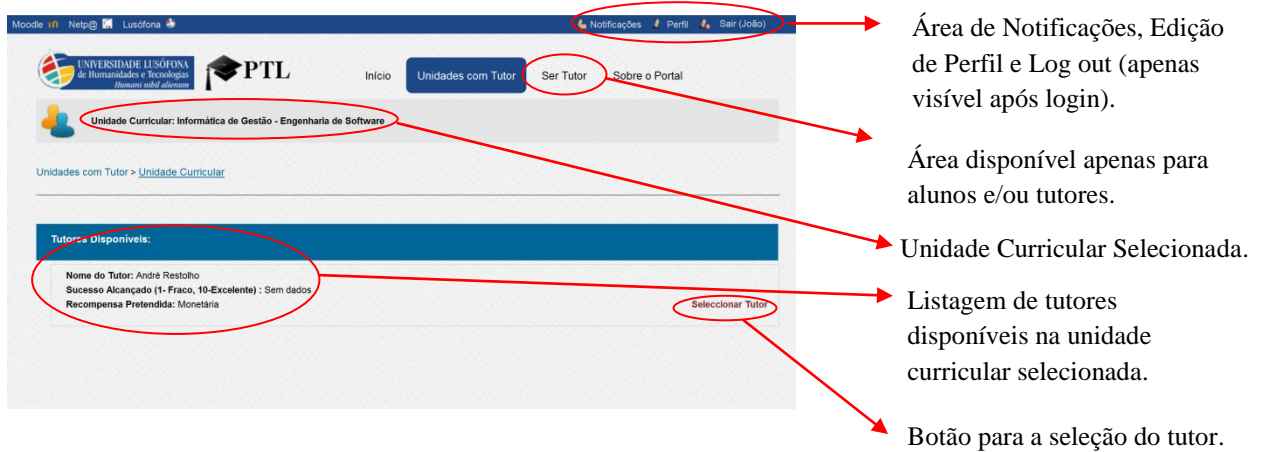 Moodle Netp@ Lusófona Notificações Perfil Sair (João)
UNIVERSIDADE LUSÓFONA
de Humanidades e Tecnologias
Humani nihil alienum
PTL
Início Unidades com Tutor Ser Tutor Sobre o Portal
Unidade Curricular: Informática de Gestão - Engenharia de Software
Unidades com Tutor > Unidade Curricular
Tutores Disponíveis:
Nome do Tutor: André Restolho
Sucesso Alcançado (1- Fraco, 10-Excelente) : Sem dados
Recompensa Pretendida: Monetária
Seleccionar Tutor
Área de Notificações, Edição
de Perfil e Log out (apenas
visível após login).
Área disponível apenas para
alunos e/ou tutores.
Unidade Curricular Selecionada.
Listagem de tutores
disponíveis na unidade
curricular selecionada.
Botão para a seleção do tutor.